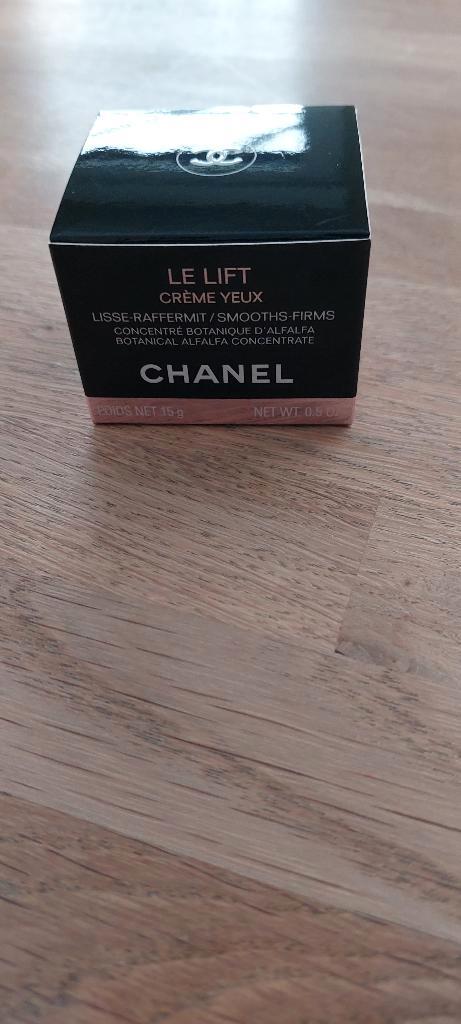 LE LIFT
CRÈME YEUX
LISSE-RAFFERMIT / SMOOTHS-FIRMS
CONCENTRÉ BOTANIQUE D'ALFALFA
BOTANICAL ALFALFA CONCENTRATE
CHANEL
POIDS NET 15 g NET WT. 0.5 OZ